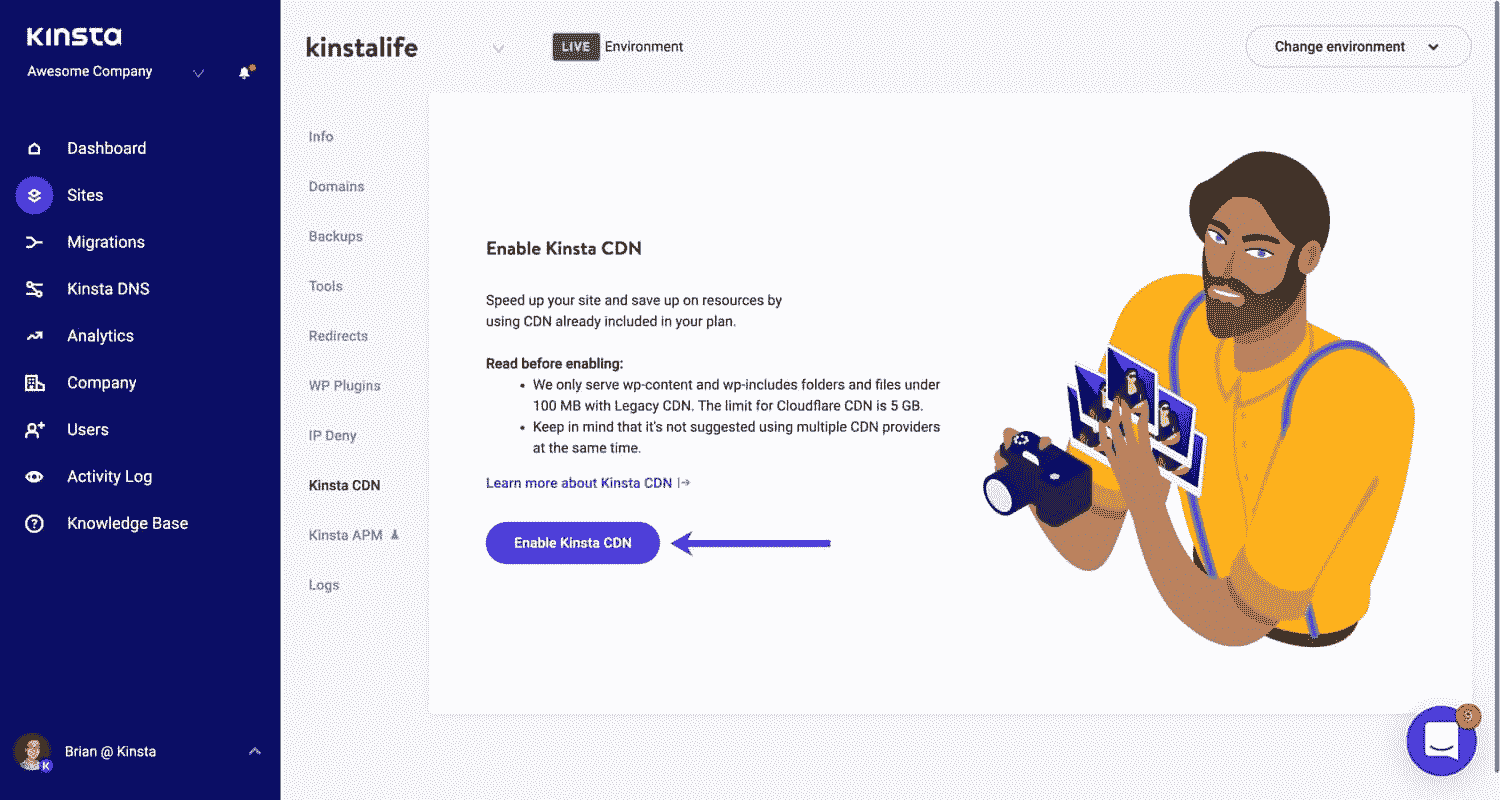 Kinsta
Awesome Company
Dashboard
Sites
Migrations
Kinsta DNS
Analytics
Company
Users
Activity Log
Knowledge Base
Brian @ Kinsta
K
kinstalife
LIVE Environment
Change environment
Info
Domains
Backups
Tools
Redirects
WP Plugins
IP Deny
Kinsta CDN
Kinsta APM
Logs
Enable Kinsta CDN
Speed up your site and save up on resources by
using CDN already included in your plan.
Read before enabling:
• We only serve wp-content and wp-includes folders and files under
100 MB with Legacy CDN. The limit for Cloudflare CDN is 5 GB.
• Keep in mind that it's not suggested using multiple CDN providers
at the same time.
Learn more about Kinsta CDN
Enable Kinsta CDN